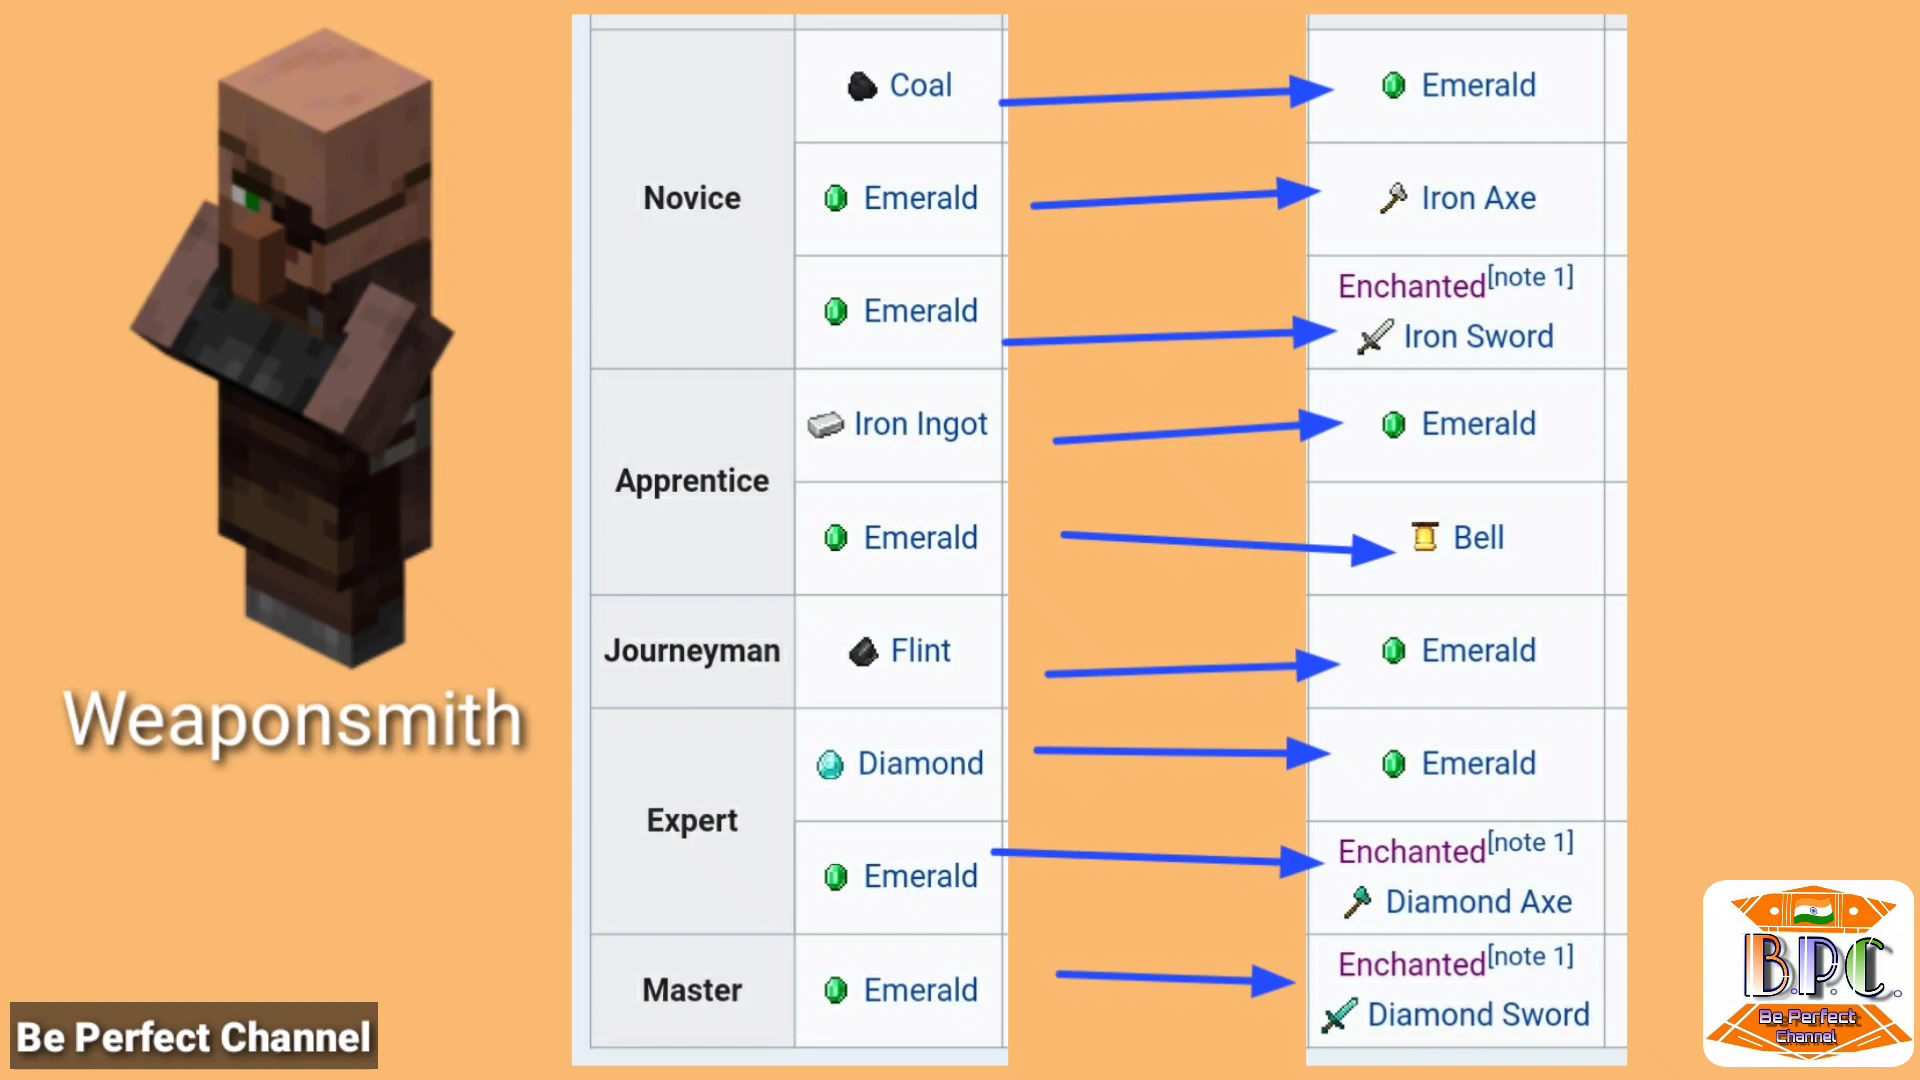 Novice
Coal
Emerald
Emerald
Iron Axe
Emerald
Enchanted[note 1]
Iron Sword
Apprentice
Iron Ingot
Emerald
Emerald
Bell
Journeyman
Flint
Emerald
Expert
Diamond
Emerald
Emerald
Enchanted[note 1]
Diamond Axe
Master
Emerald
Enchanted[note 1]
Diamond Sword
Weaponsmith
Be Perfect Channel
B.P.C.
Be Perfect
Channel